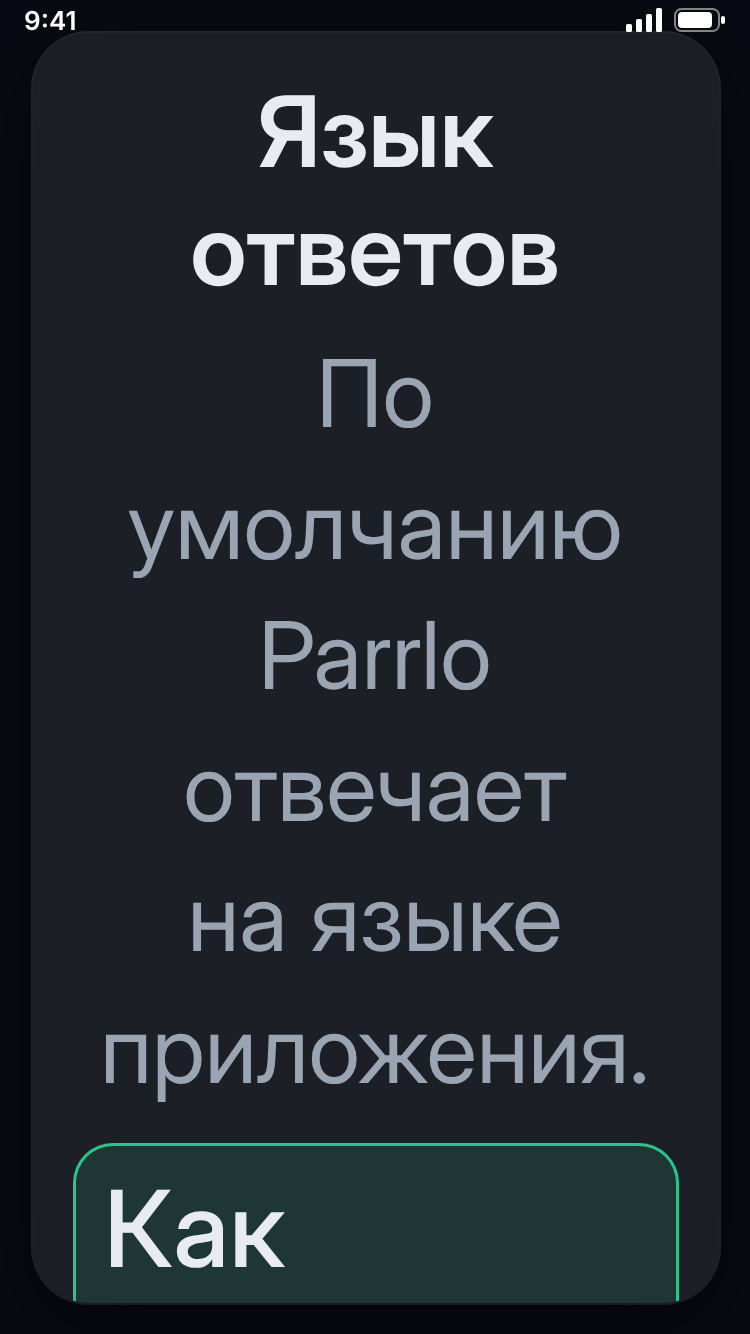 9:41
Язык
ответов
По
умолчанию
Parrlo
отвечает
на языке
приложения.
Как